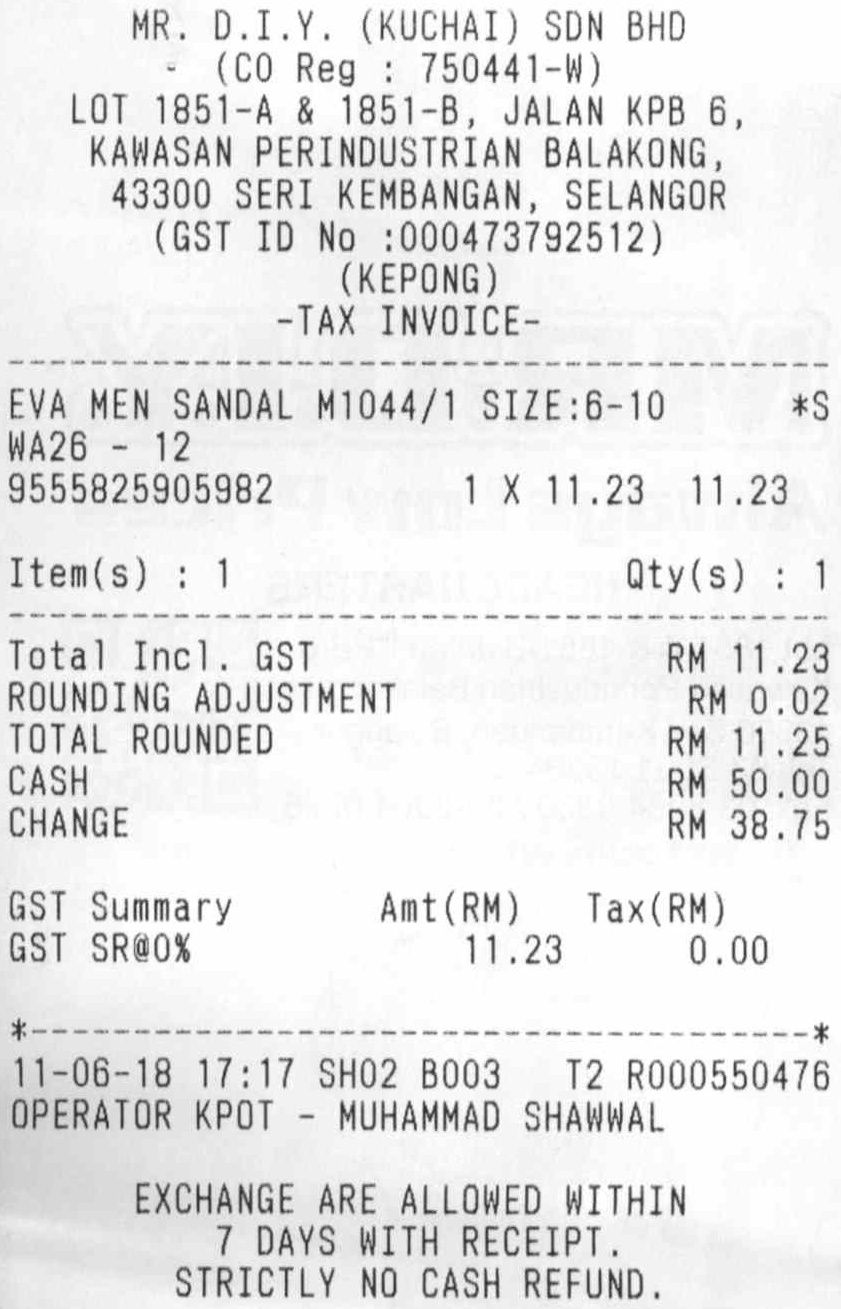 MR. D.I.Y. (KUCHAI) SDN BHD
(CO Reg : 750441-W)
LOT 1851-A & 1851-B, JALAN KPB 6,
KAWASAN PERINDUSTRIAN BALAKONG,
43300 SERI KEMBANGAN, SELANGOR
(GST ID No :000473792512)
(KEPONG)
-TAX INVOICE-
EVA MEN SANDAL M1044/1 SIZE:6-10 *S
WA26 - 12
9555825905982 1 X 11.23 11.23
Item(s) : 1 Qty(s) : 1
Total Incl. GST RM 11.23
ROUNDING ADJUSTMENT RM 0.02
TOTAL ROUNDED RM 11.25
CASH RM 50.00
CHANGE RM 38.75
GST Summary Amt(RM) Tax(RM)
GST SR@0% 11.23 0.00
*--------------------------------------*
11-06-18 17:17 SH02 B003 T2 R000550476
OPERATOR KPOT - MUHAMMAD SHAWWAL
EXCHANGE ARE ALLOWED WITHIN
7 DAYS WITH RECEIPT.
STRICTLY NO CASH REFUND.